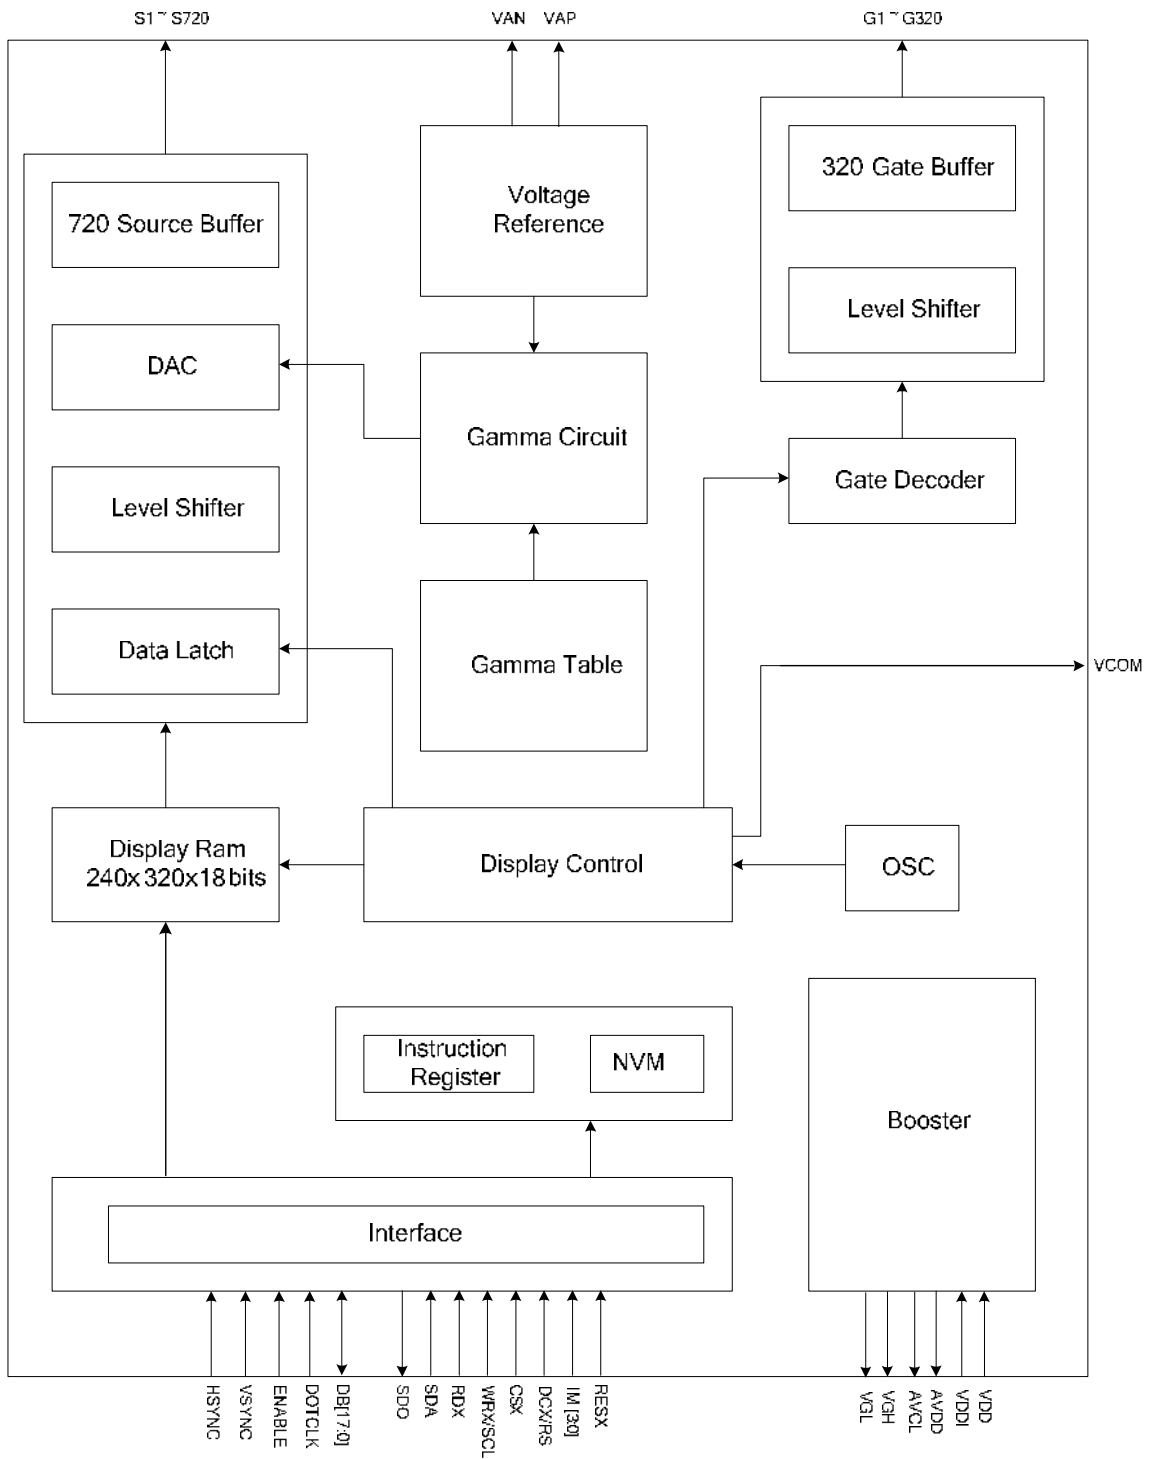 S1 ~ S720
VAN
VAP
G1 ~ G320
720 Source Buffer
Voltage
Reference
320 Gate Buffer
Level Shifter
DAC
Gamma Circuit
Gate Decoder
Level Shifter
Data Latch
Gamma Table
VCOM
Display Ram
240x320x18bits
Display Control
OSC
Instruction
Register
NVM
Booster
Interface
HSYNC
VSYNC
ENABLE
DOTCLK
DB[17:0]
SDO
SDA
RDX
WRX/SCL
CSX
DCX/RS
IM [3:0]
RESX
VGL
VGH
AVCL
AVDD
VDDI
VDD